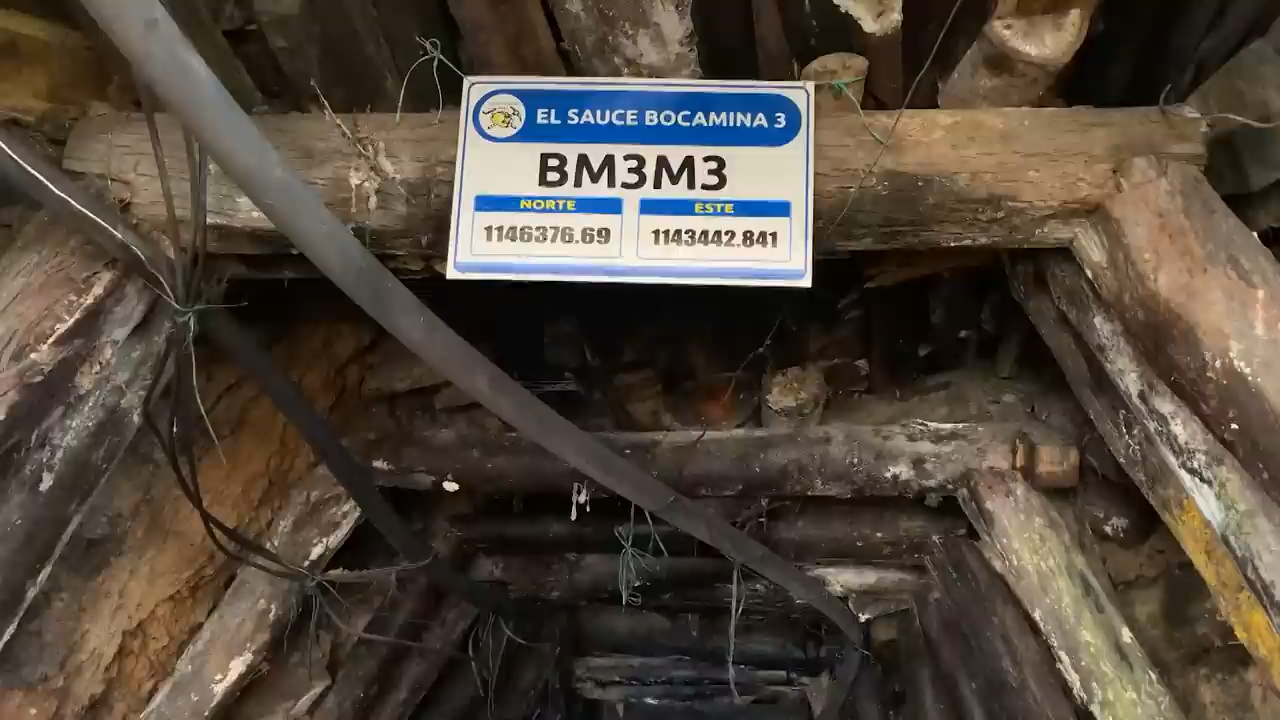 EL SAUCE BOCAMINA 3
BM3M3
NORTE
1146376.69
ESTE
1143442.841